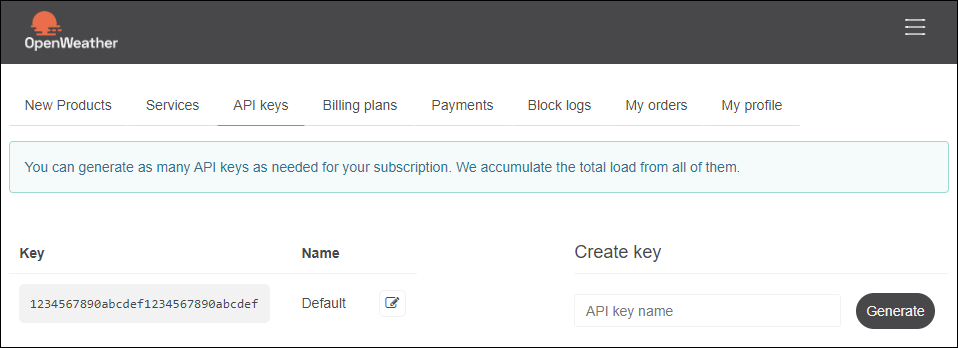 OpenWeather
New Products Services API keys Billing plans Payments Block logs My orders My profile
You can generate as many API keys as needed for your subscription. We accumulate the total load from all of them.
Key Name Create key
1234567890abcdef1234567890abcdef Default API key name Generate